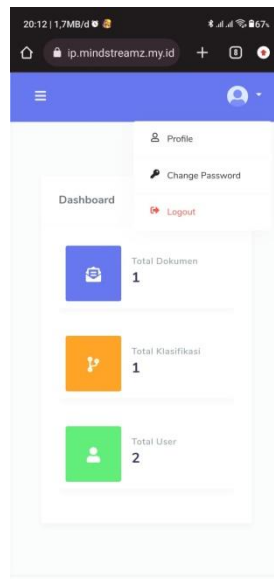 20:12 | 1,7MB/d
67%
ip.mindstreamz.my.id
8
Profile
Change Password
Logout
Dashboard
Total Dokumen
1
Total Klasifikasi
1
Total User
2